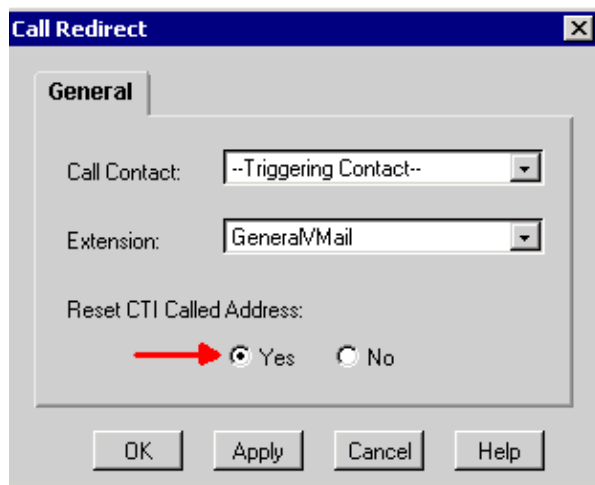 Call Redirect
General
Call Contact: --Triggering Contact--
Extension: GeneralVMail
Reset CTI Called Address:
Yes No
OK Apply Cancel Help